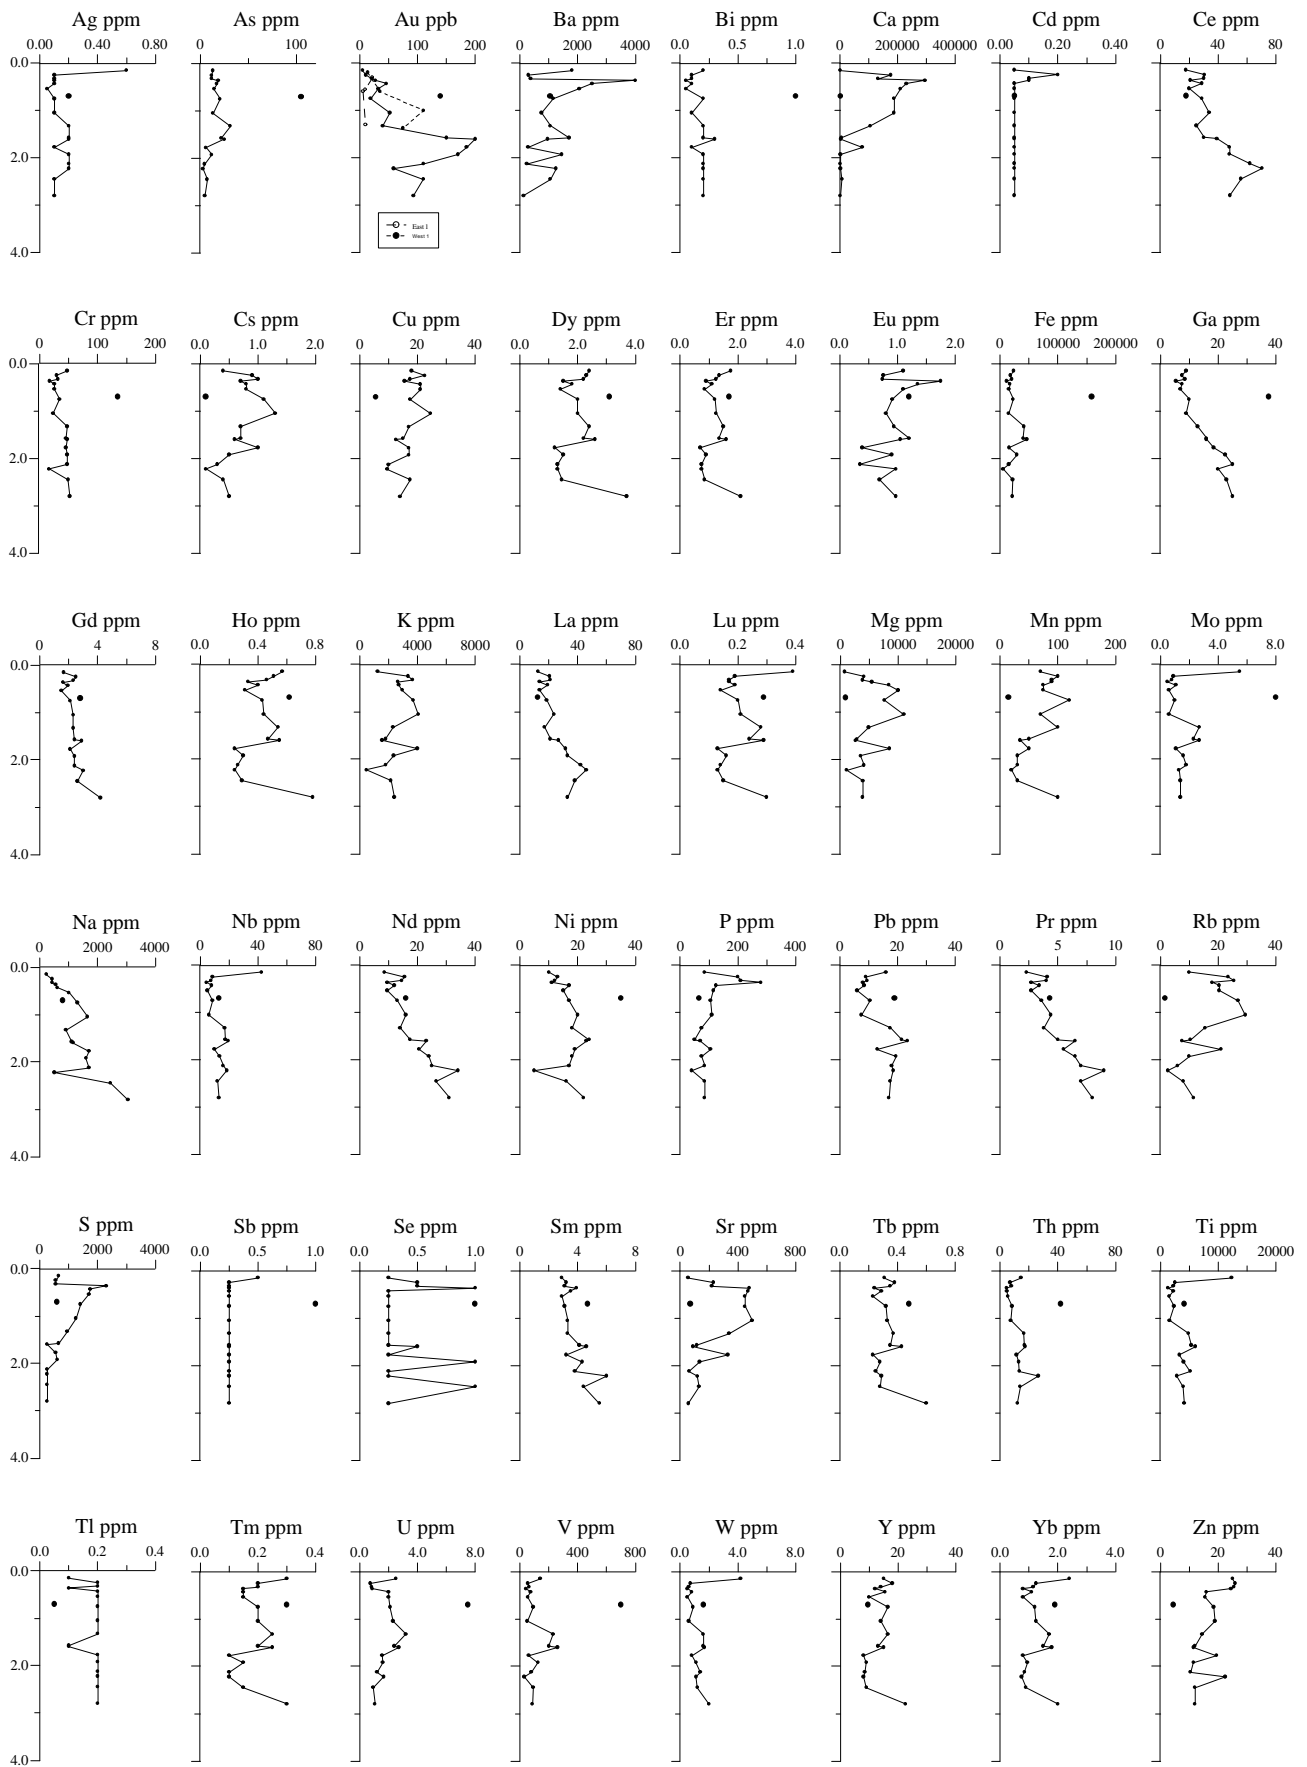 Ag ppm As ppm Au ppb Ba ppm Bi ppm Ca ppm Cd ppm Ce ppm
0.00 0.40 0.80 0 100 0 100 200 0 2000 4000 0.0 0.5 1.0 0 200000 400000 0.00 0.20 0.40 0 40 80
0.0
2.0
East 1
West 1
4.0
Cr ppm Cs ppm Cu ppm Dy ppm Er ppm Eu ppm Fe ppm Ga ppm
0 100 200 0.0 1.0 2.0 0 20 40 0.0 2.0 4.0 0.0 2.0 4.0 0.0 1.0 2.0 0 100000 200000 0 20 40
0.0
2.0
4.0
Gd ppm Ho ppm K ppm La ppm Lu ppm Mg ppm Mn ppm Mo ppm
0 4 8 0.0 0.4 0.8 0 4000 8000 0 40 80 0.0 0.2 0.4 0 10000 20000 0 100 200 0.0 4.0 8.0
0.0
2.0
4.0
Na ppm Nb ppm Nd ppm Ni ppm P ppm Pb ppm Pr ppm Rb ppm
0 2000 4000 0 40 80 0 20 40 0 20 40 0 200 400 0 20 40 0 5 10 0 20 40
0.0
2.0
4.0
S ppm Sb ppm Se ppm Sm ppm Sr ppm Tb ppm Th ppm Ti ppm
0 2000 4000 0.0 0.5 1.0 0.0 0.5 1.0 0 4 8 0 400 800 0.0 0.4 0.8 0 40 80 0 10000 20000
0.0
2.0
4.0
Tl ppm Tm ppm U ppm V ppm W ppm Y ppm Yb ppm Zn ppm
0.0 0.2 0.4 0.0 0.2 0.4 0.0 4.0 8.0 0 400 800 0.0 4.0 8.0 0 20 40 0.0 2.0 4.0 0 20 40
0.0
2.0
4.0